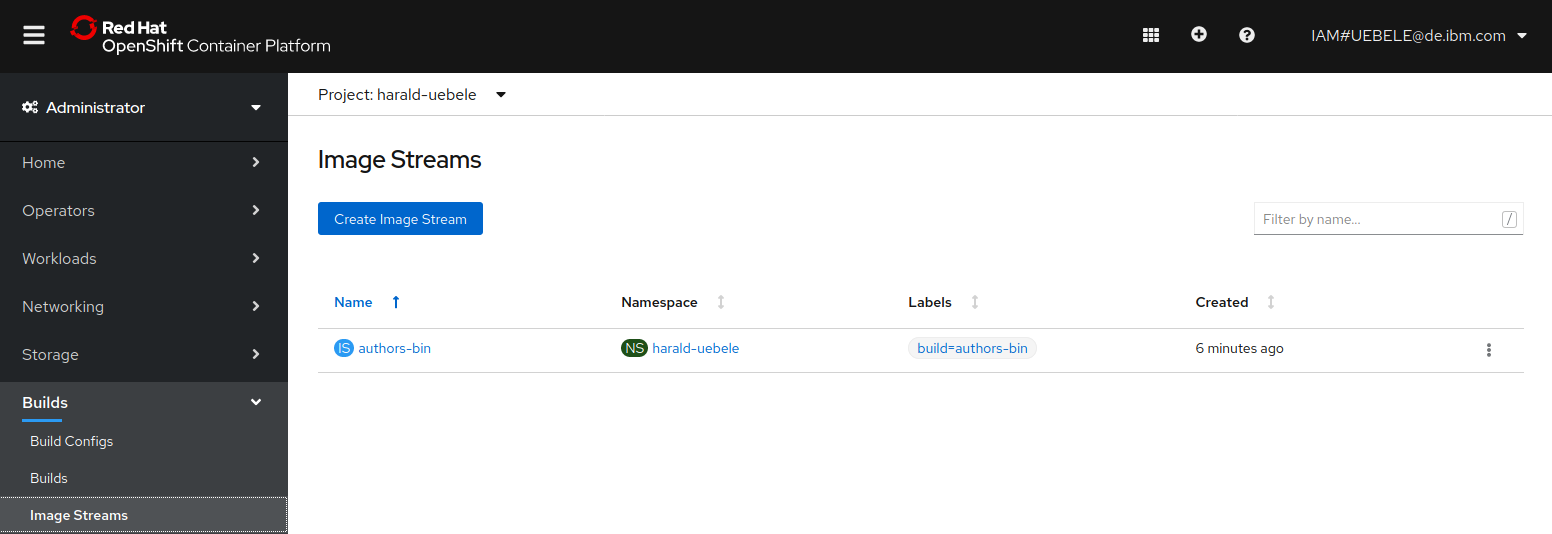 Red Hat
OpenShift Container Platform
IAM#UEBELE@de.ibm.com
Administrator
Home
Operators
Workloads
Networking
Storage
Builds
Build Configs
Builds
Image Streams
Project: harald-uebele
Image Streams
Create Image Stream
Filter by name...
/
Name Namespace Labels Created
IS authors-bin NS harald-uebele build=authors-bin 6 minutes ago